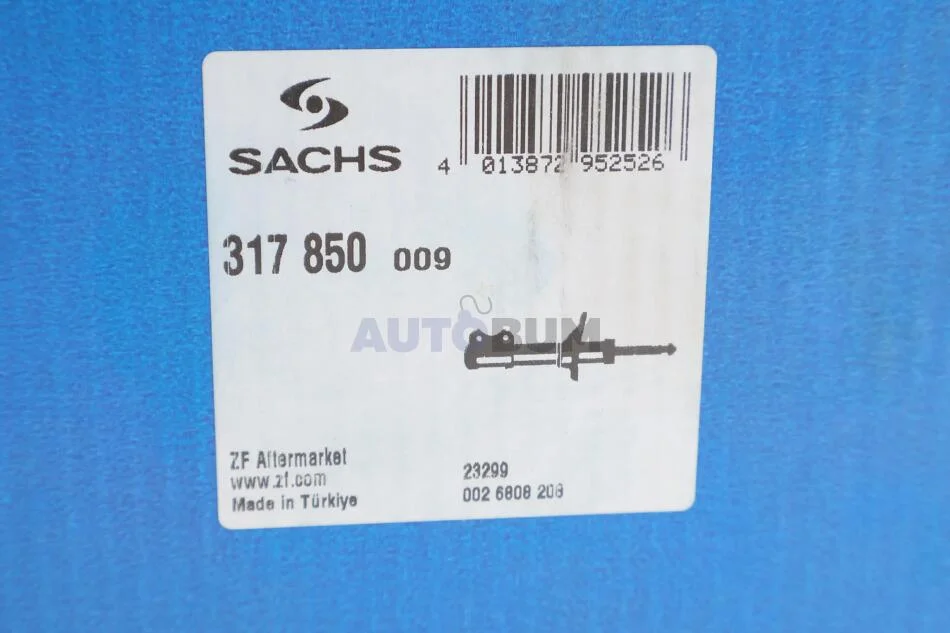 SACHS
4 013872 952526
317 850 009
AUTOBUM
ZF Aftermarket
www.zf.com
Made in Türkiye
23299
002 6808 208